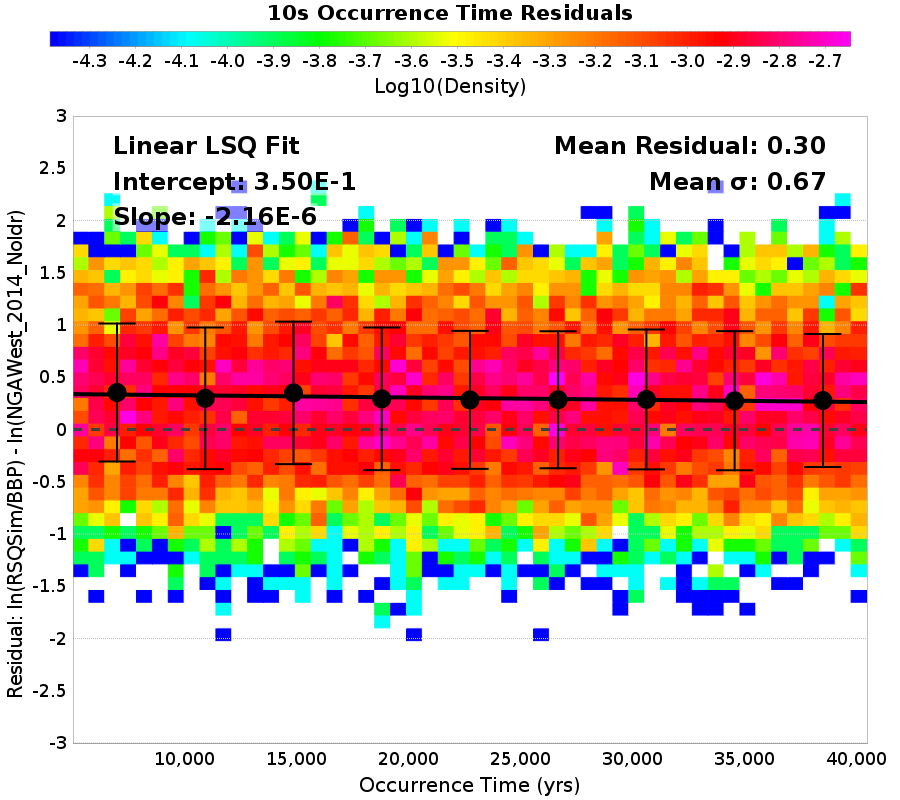 10s Occurrence Time Residuals
-4.3 -4.2 -4.1 -4.0 -3.9 -3.8 -3.7 -3.6 -3.5 -3.4 -3.3 -3.2 -3.1 -3.0 -2.9 -2.8 -2.7
Log10(Density)
Linear LSQ Fit
Intercept: 3.50E-1
Slope: -2.16E-6
Mean Residual: 0.30
Mean σ: 0.67
Residual: ln(RSQSim/BBP) - ln(NGAWest_2014_NoIdr)
3
2.5
2
1.5
1
0.5
0
-0.5
-1
-1.5
-2
-2.5
-3
10,000 15,000 20,000 25,000 30,000 35,000 40,000
Occurrence Time (yrs)